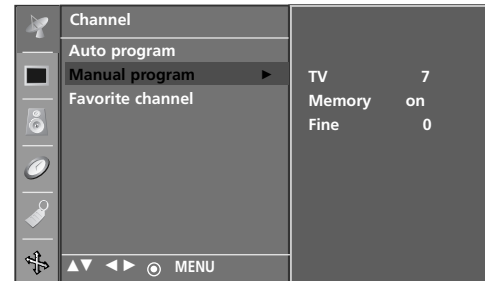 Channel
Auto program
Manual program ►
Favorite channel
TV 7
Memory on
Fine 0
▲▼ ◄► ⊙ MENU